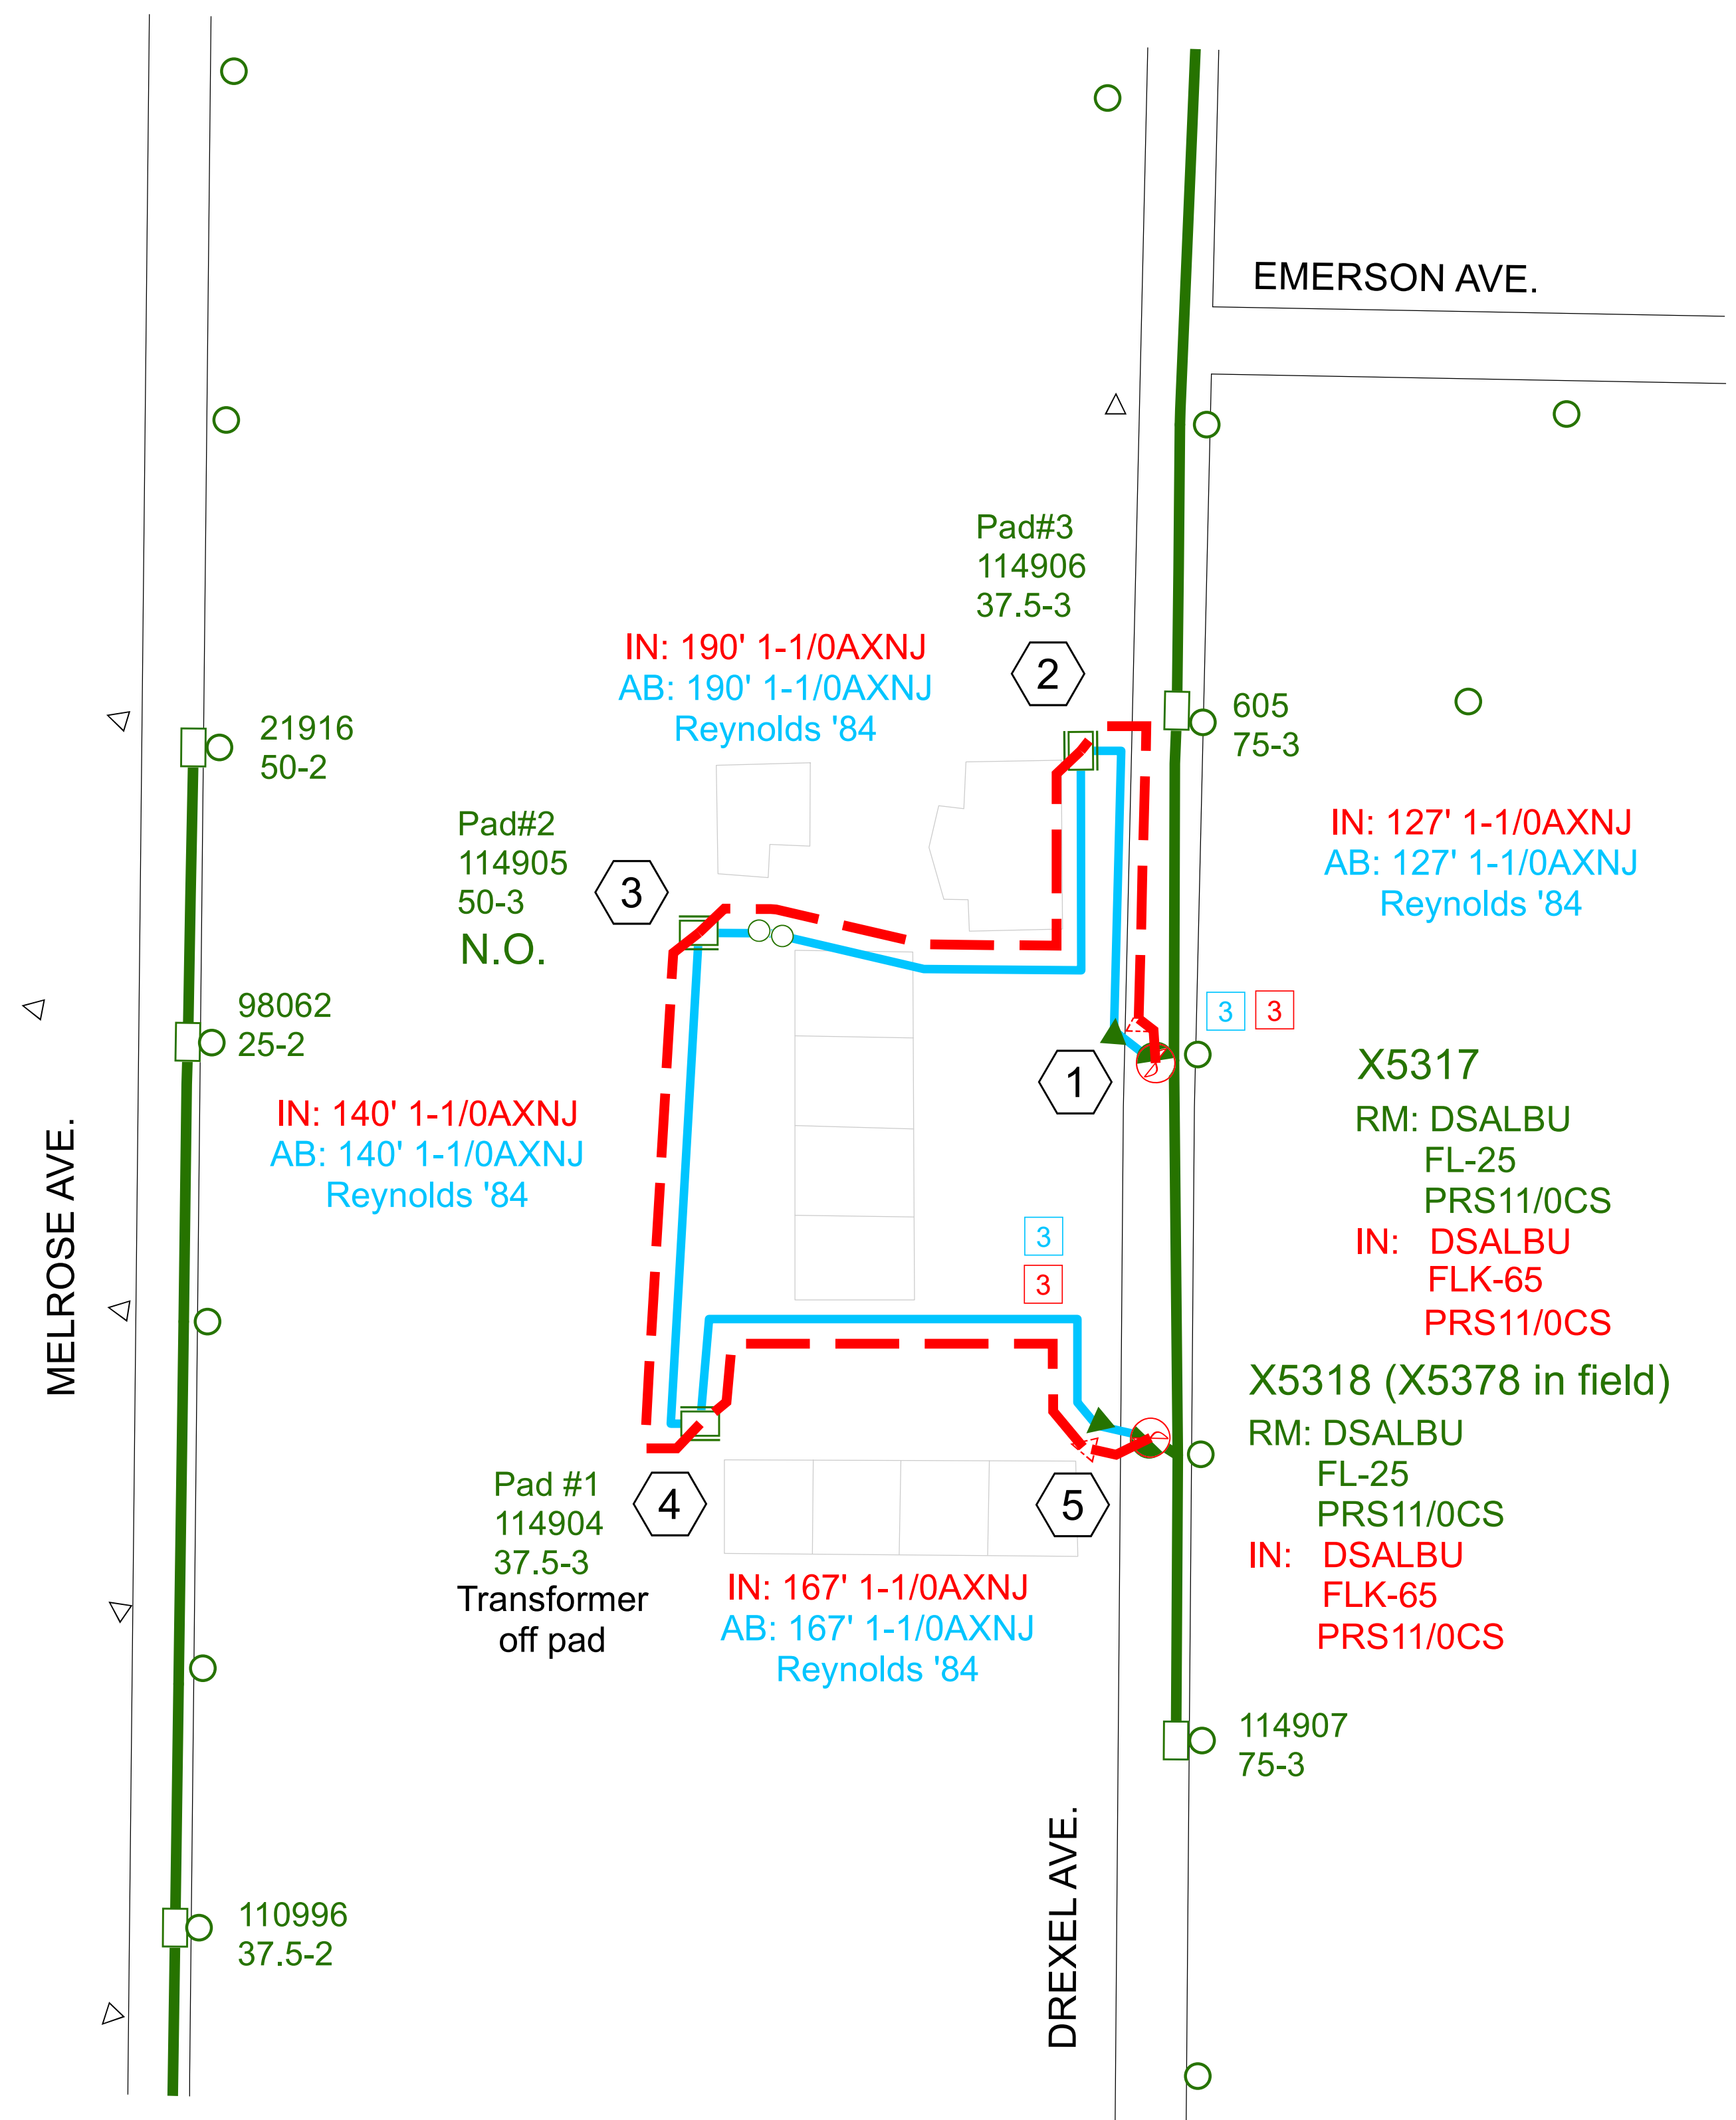 EMERSON AVE.
Pad#3
114906
37.5-3
2
IN: 190' 1-1/0AXNJ
AB: 190' 1-1/0AXNJ
Reynolds '84
605
75-3
21916
50-2
Pad#2
114905
50-3
N.O.
3
IN: 127' 1-1/0AXNJ
AB: 127' 1-1/0AXNJ
Reynolds '84
98062
25-2
3
3
1
X5317
RM: DSALBU
FL-25
PRS11/0CS
IN: DSALBU
FLK-65
PRS11/0CS
IN: 140' 1-1/0AXNJ
AB: 140' 1-1/0AXNJ
Reynolds '84
MELROSE AVE.
3
3
X5318 (X5378 in field)
RM: DSALBU
FL-25
PRS11/0CS
IN: DSALBU
FLK-65
PRS11/0CS
Pad #1
114904
37.5-3
Transformer
off pad
4
5
IN: 167' 1-1/0AXNJ
AB: 167' 1-1/0AXNJ
Reynolds '84
114907
75-3
DREXEL AVE.
110996
37.5-2